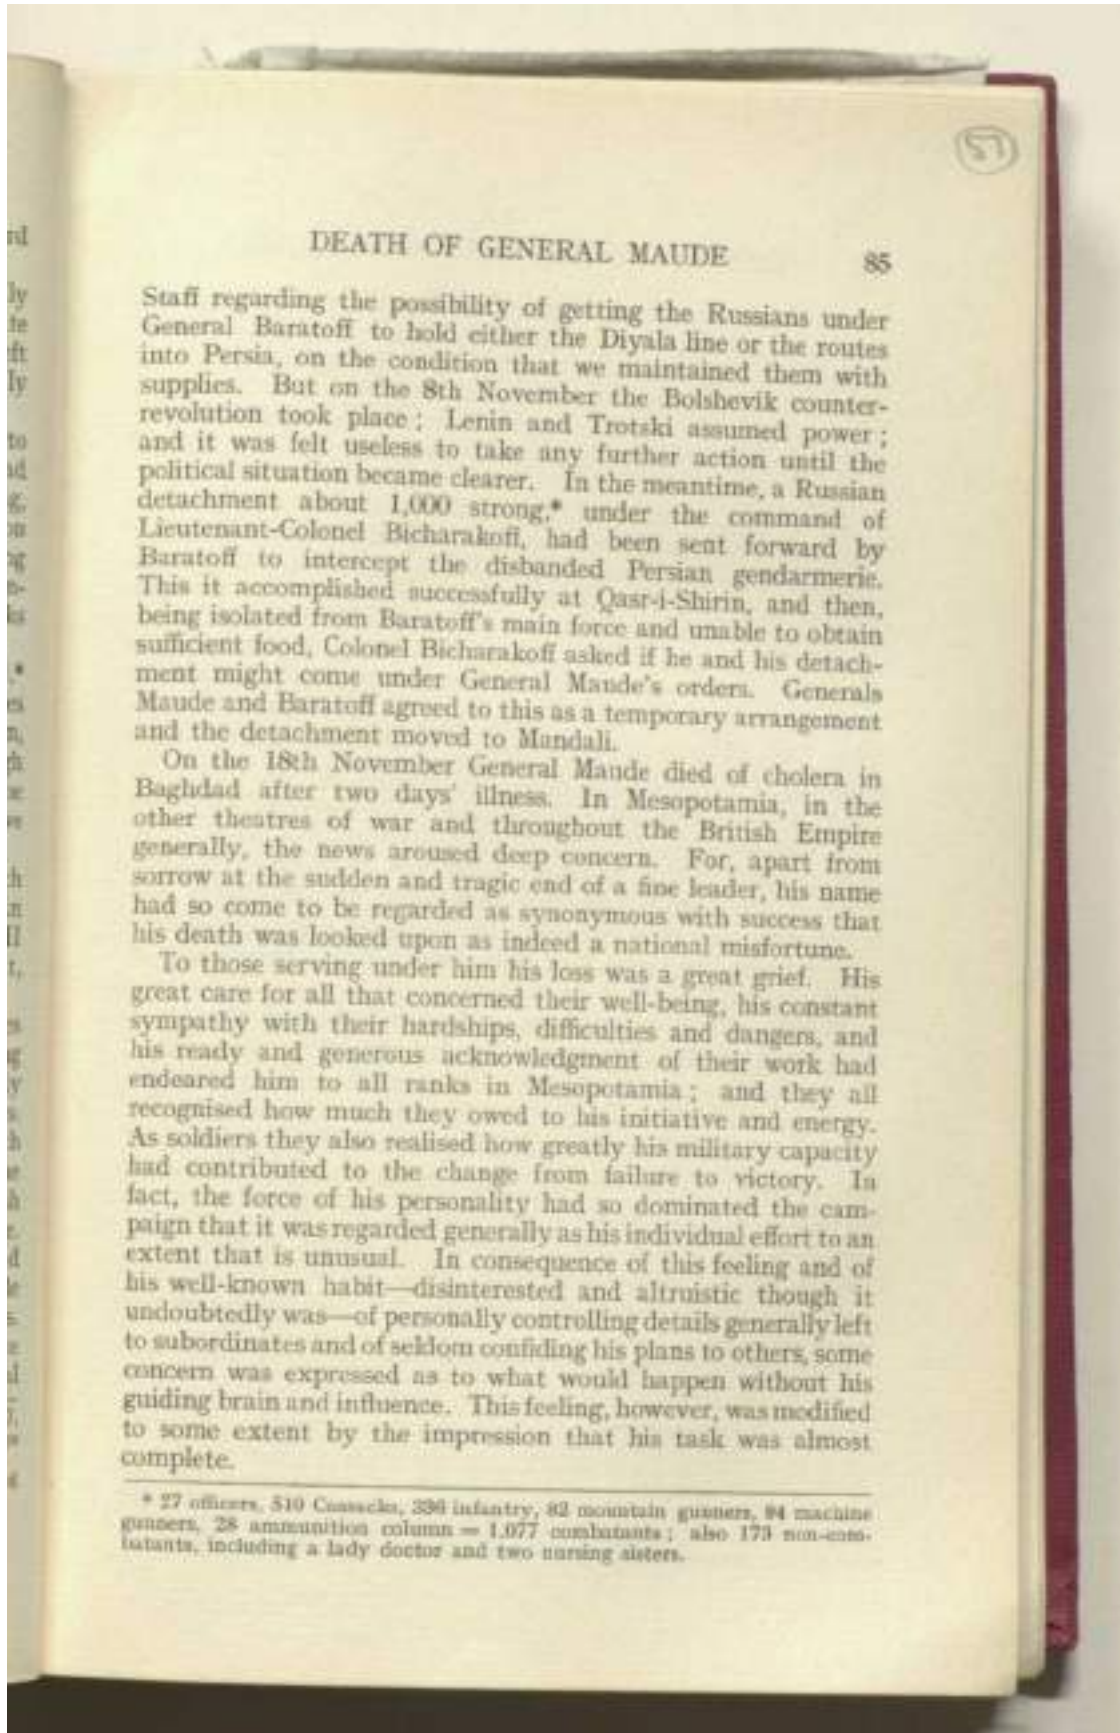 57
DEATH OF GENERAL MAUDE 85
Staff regarding the possibility of getting the Russians under
General Baratoff to hold either the Diyala line or the routes
into Persia, on the condition that we maintained them with
supplies. But on the 8th November the Bolshevik counter-
revolution took place; Lenin and Trotski assumed power;
and it was felt useless to take any further action until the
political situation became clearer. In the meantime, a Russian
detachment about 1,000 strong,* under the command of
Lieutenant-Colonel Bicharakoff, had been sent forward by
Baratoff to intercept the disbanded Persian gendarmerie.
This it accomplished successfully at Qasr-i-Shirin, and then,
being isolated from Baratoff's main force and unable to obtain
sufficient food, Colonel Bicharakoff asked if he and his detach-
ment might come under General Maude's orders. Generals
Maude and Baratoff agreed to this as a temporary arrangement
and the detachment moved to Mandali.
On the 18th November General Maude died of cholera in
Baghdad after two days' illness. In Mesopotamia, in the
other theatres of war and throughout the British Empire
generally, the news aroused deep concern. For, apart from
sorrow at the sudden and tragic end of a fine leader, his name
had so come to be regarded as synonymous with success that
his death was looked upon as indeed a national misfortune.
To those serving under him his loss was a great grief. His
great care for all that concerned their well-being, his constant
sympathy with their hardships, difficulties and dangers, and
his ready and generous acknowledgment of their work had
endeared him to all ranks in Mesopotamia; and they all
recognised how much they owed to his initiative and energy.
As soldiers they also realised how greatly his military capacity
had contributed to the change from failure to victory. In
fact, the force of his personality had so dominated the cam-
paign that it was regarded generally as his individual effort to an
extent that is unusual. In consequence of this feeling and of
his well-known habit—disinterested and altruistic though it
undoubtedly was—of personally controlling details generally left
to subordinates and of seldom confiding his plans to others, some
concern was expressed as to what would happen without his
guiding brain and influence. This feeling, however, was modified
to some extent by the impression that his task was almost
complete.
* 27 officers, 510 Cossacks, 336 infantry, 82 mountain gunners, 94 machine
gunners, 28 ammunition column = 1,077 combatants; also 173 non-com-
batants, including a lady doctor and two nursing sisters.